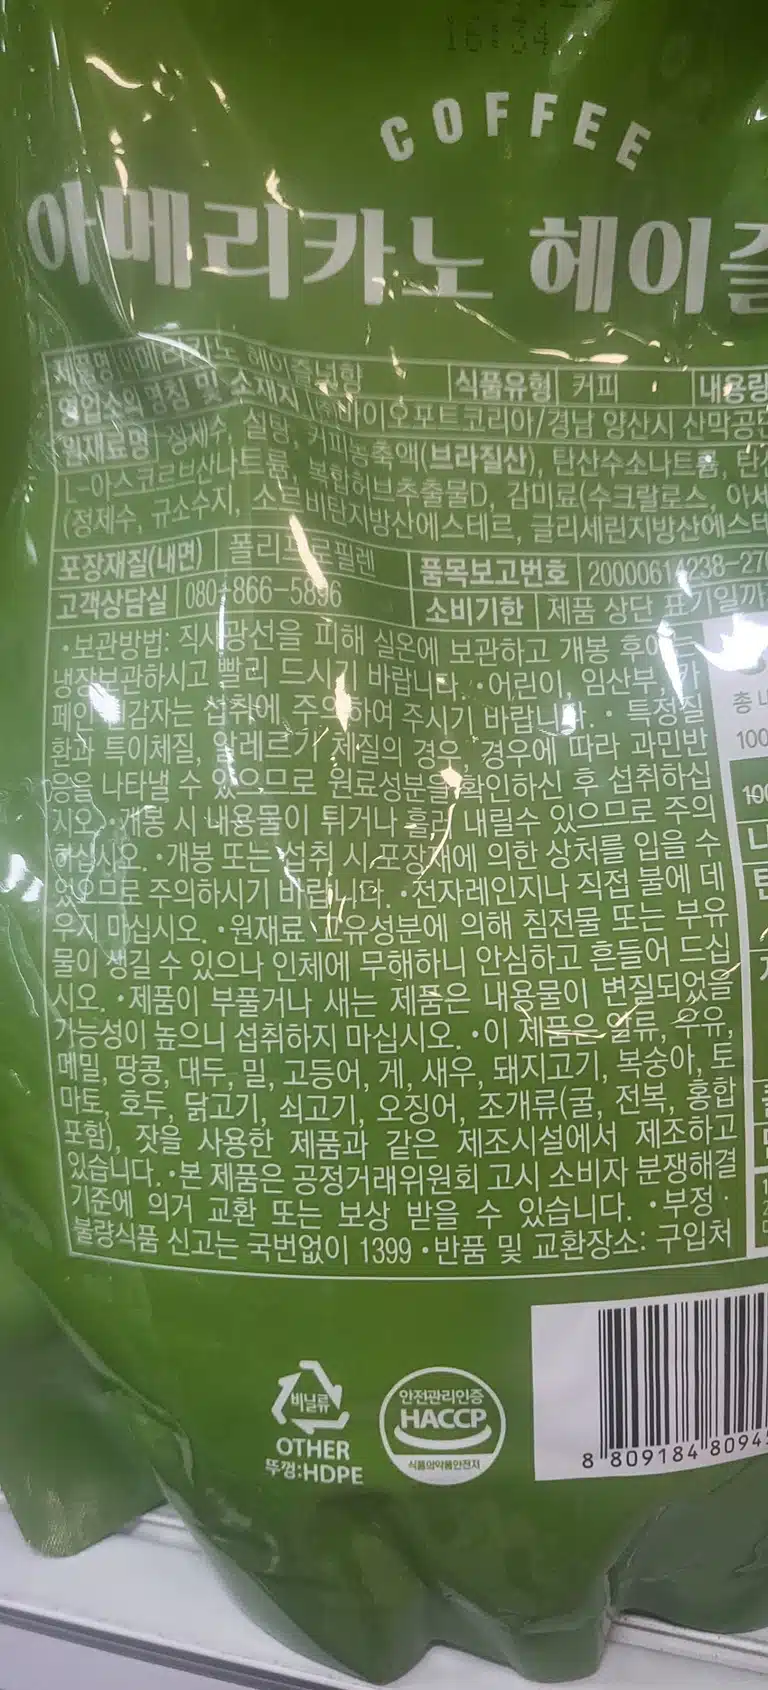 COFFEE
아메리카노 헤이즐
제품명 아메리카노 헤이즐넛향 식품유형 커피 내용량
영업소의 명칭 및 소재지 바이오포트코리아/경남 양산시 산막공단
원재료명 정제수, 설탕, 커피농축액(브라질산), 탄산수소나트륨,
L-아스코르브산나트륨, 복합허브추출물D, 감미료(수크랄로스,
(정제수, 규소수지, 소르비탄지방산에스테르, 글리세린지방산에스테
포장재질(내면) 폴리프로필렌 품목보고번호
고객상담실 080-866-5896 소비기한 제품 상단 표기일까
•보관방법: 직사광선을 피해 실온에 보관하고 개봉 후에는
냉장보관하시고 빨리 드시기 바랍니다. •어린이, 임산부, 카
페인 민감자는 섭취에 주의하여 주시기 바랍니다. • 특정질
환과 특이체질, 알레르기 체질의 경우, 경우에 따라 과민반
응을 나타낼 수 있으므로 원료성분을 확인하신 후 섭취하십
시오. •개봉 시 내용물이 튀거나 흘러 내릴수 있으므로 주의
하십시오. •개봉 또는 섭취 시 포장재에 의한 상처를 입을 수
있으므로 주의하시기 바랍니다. •전자레인지나 직접 불에 데
우지 마십시오. •원재료 고유성분에 의해 침전물 또는 부유
물이 생길 수 있으나 인체에 무해하니 안심하고 흔들어 드십
시오. •제품이 부풀거나 새는 제품은 내용물이 변질되었을
가능성이 높으니 섭취하지 마십시오. •이 제품은 알류, 우유,
메밀, 땅콩, 대두, 밀, 고등어, 게, 새우, 돼지고기, 복숭아, 토
마토, 호두, 닭고기, 쇠고기, 오징어, 조개류(굴, 전복, 홍합
포함), 잣을 사용한 제품과 같은 제조시설에서 제조하고
있습니다. •본 제품은 공정거래위원회 고시 소비자 분쟁해결
기준에 의거 교환 또는 보상 받을 수 있습니다. •부정·
불량식품 신고는 국번없이 1399 •반품 및 교환장소: 구입처
비닐류
OTHER
뚜껑:HDPE
안전관리인증
HACCP
식품의약품안전처
8 809184 8094